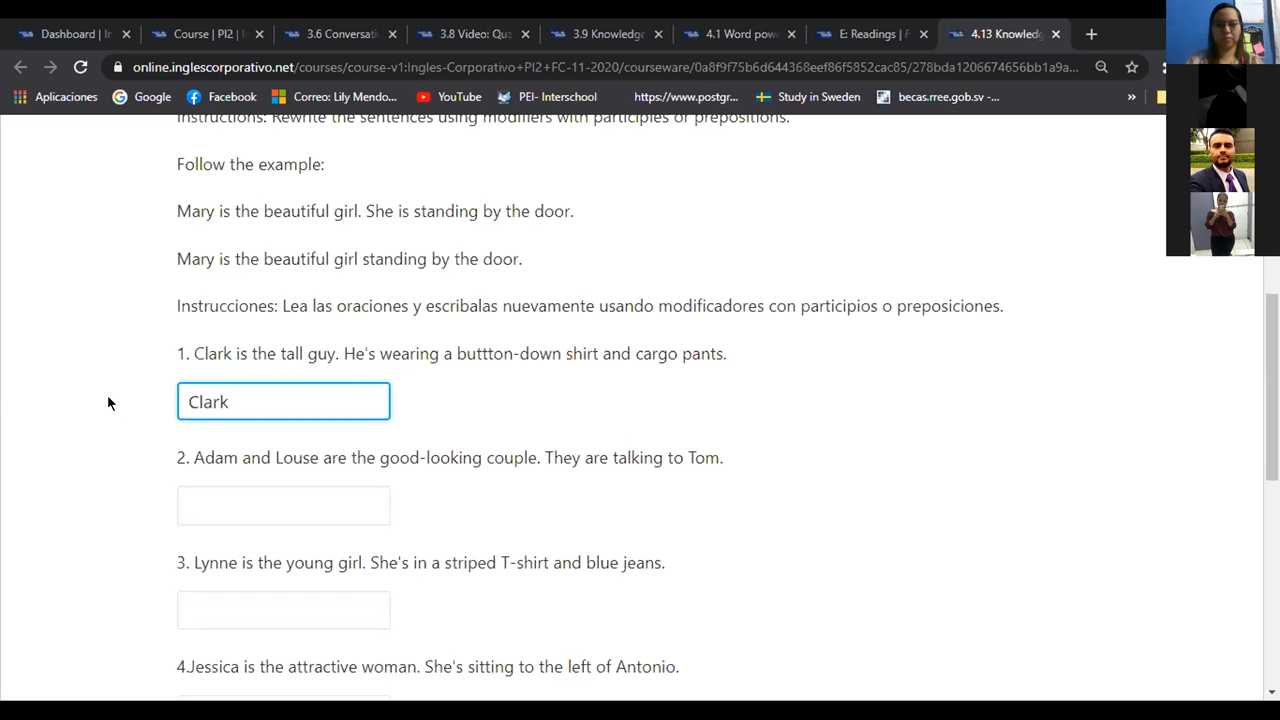 Dashboard | Ir
Course | PI2 | I
3.6 Conversati
3.8 Video: Qua
3.9 Knowledge
4.1 Word powe
E: Readings | F
4.13 Knowledg
online.inglescorporativo.net/courses/course-v1:Ingles-Corporativo+PI2+FC-11-2020/courseware/0a8f9f75b6d644368eef86f5852cac85/278bda1206674656bb1a9a...
Aplicaciones
Google
Facebook
Correo: Lily Mendo...
YouTube
PEI- Interschool
https://www.postgr...
Study in Sweden
becas.rree.gob.sv -...
»
Instructions: Rewrite the sentences using modifiers with participles or prepositions.
Follow the example:
Mary is the beautiful girl. She is standing by the door.
Mary is the beautiful girl standing by the door.
Instrucciones: Lea las oraciones y escribalas nuevamente usando modificadores con participios o preposiciones.
1. Clark is the tall guy. He's wearing a buttton-down shirt and cargo pants.
Clark
2. Adam and Louse are the good-looking couple. They are talking to Tom.
3. Lynne is the young girl. She's in a striped T-shirt and blue jeans.
4.Jessica is the attractive woman. She's sitting to the left of Antonio.